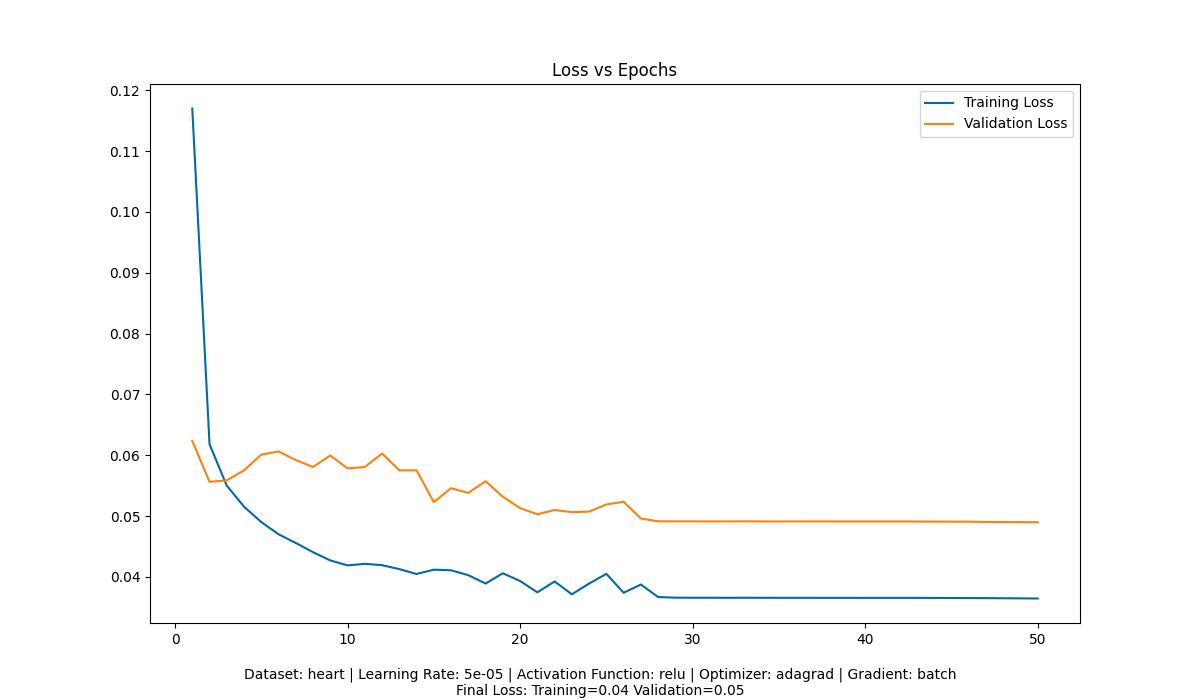 Loss vs Epochs
0.12
0.11
0.10
0.09
0.08
0.07
0.06
0.05
0.04
Training Loss
Validation Loss
0 10 20 30 40 50
Dataset: heart | Learning Rate: 5e-05 | Activation Function: relu | Optimizer: adagrad | Gradient: batch
Final Loss: Training=0.04 Validation=0.05